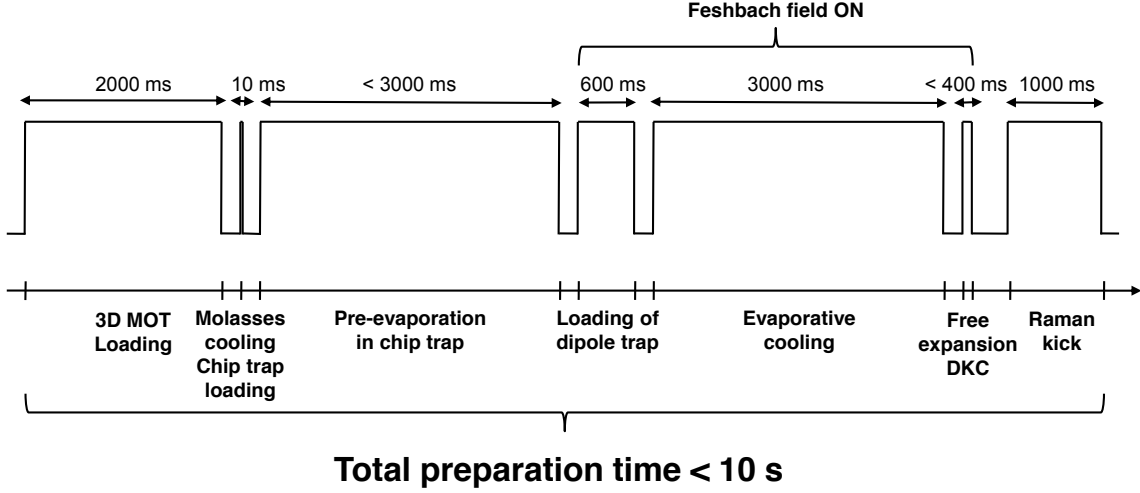 Feshbach field ON
2000 ms
10 ms
< 3000 ms
600 ms
3000 ms
< 400 ms
1000 ms
3D MOT
Loading
Molasses
cooling
Chip trap
loading
Pre-evaporation
in chip trap
Loading of
dipole trap
Evaporative
cooling
Free
expansion
DKC
Raman
kick
Total preparation time < 10 s